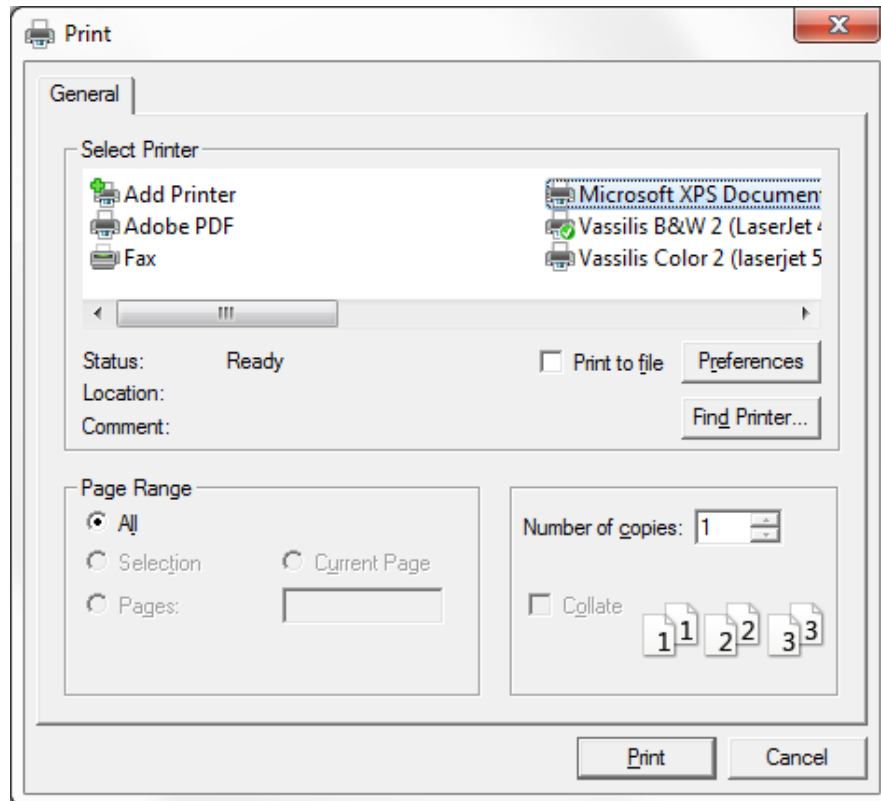 Print
General
Select Printer
Add Printer
Adobe PDF
Fax
Microsoft XPS Documen
Vassilis B&W 2 (LaserJet 4
Vassilis Color 2 (laserjet 5
Status: Ready
Location:
Comment:
Print to file
Preferences
Find Printer...
Page Range
All
Selection
Current Page
Pages:
Number of copies: 1
Collate
1 1 2 2 3 3
Print
Cancel